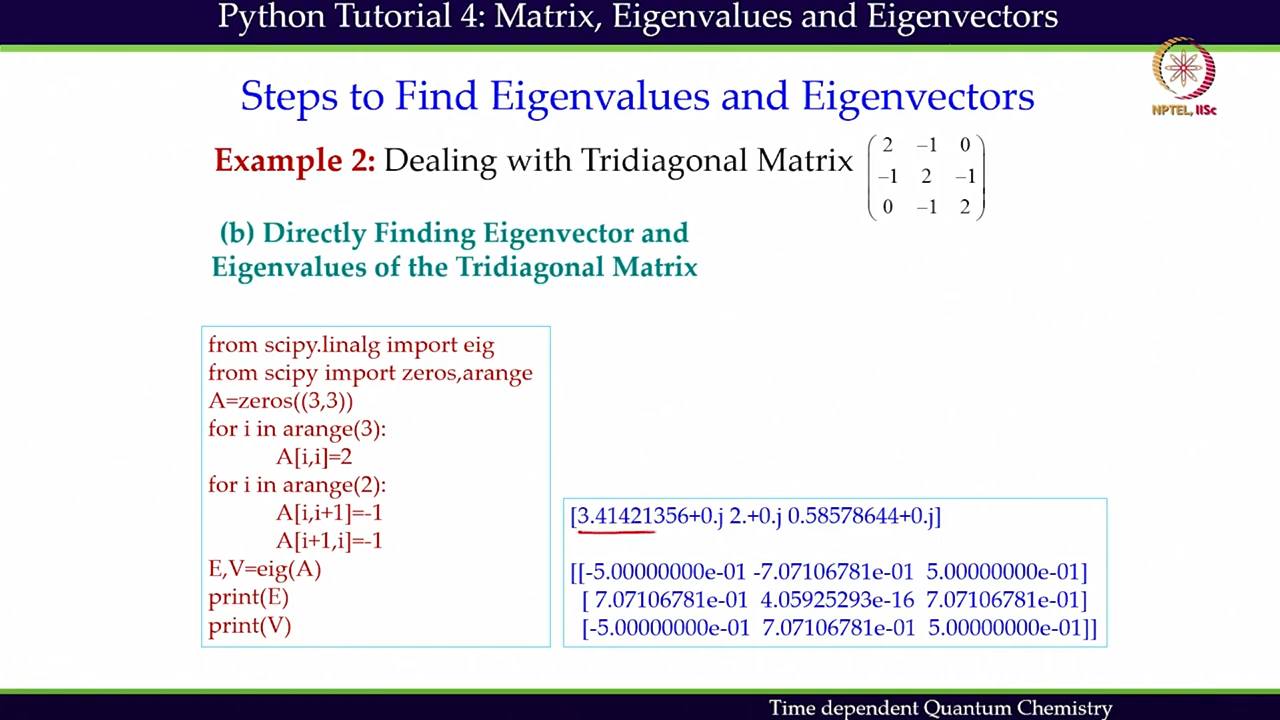 Python Tutorial 4: Matrix, Eigenvalues and Eigenvectors
NPTEL, IISc
Steps to Find Eigenvalues and Eigenvectors
Example 2: Dealing with Tridiagonal Matrix
2 –1 0
–1 2 –1
0 –1 2
(b) Directly Finding Eigenvector and
Eigenvalues of the Tridiagonal Matrix
from scipy.linalg import eig
from scipy import zeros,arange
A=zeros((3,3))
for i in arange(3):
A[i,i]=2
for i in arange(2):
A[i,i+1]=-1
A[i+1,i]=-1
E,V=eig(A)
print(E)
print(V)
[3.41421356+0.j 2.+0.j 0.58578644+0.j]
[[-5.00000000e-01 -7.07106781e-01 5.00000000e-01]
[ 7.07106781e-01 4.05925293e-16 7.07106781e-01]
[-5.00000000e-01 7.07106781e-01 5.00000000e-01]]
Time dependent Quantum Chemistry